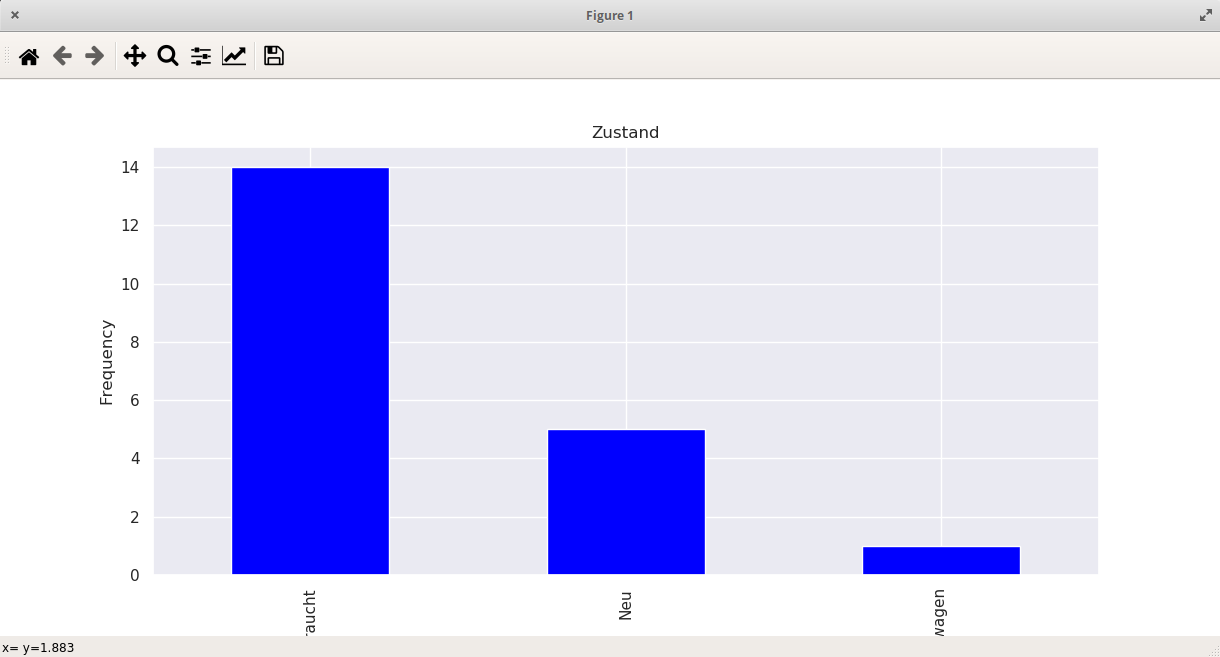 Figure 1
Zustand
14
12
10
8
6
4
2
0
Frequency
raucht
Neu
wagen
x= y=1.883